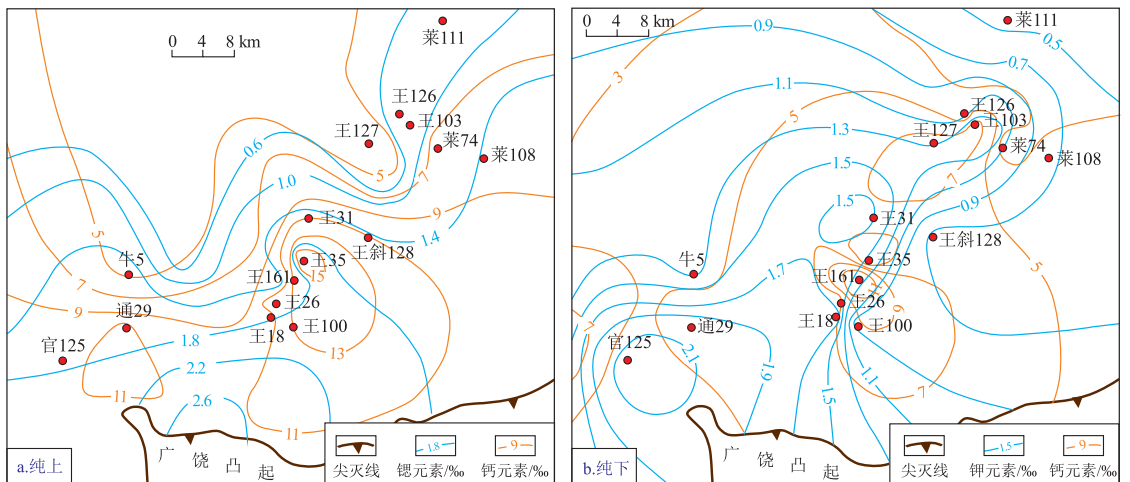 莱111
0 4 8 km
王126
王103
王127
莱74
莱108
0.6
5
7
1.0
9
王31
1.4
王斜128
5
牛5
王35
15
王161
7
9
王26
通29
王18
王100
1.8
官125
13
2.2
11
2.6
11
广饶凸起
a.纯上
尖灭线
1.8
锶元素/‰
9
钙元素/‰
莱111
0 4 8 km
0.9
0.5
3
0.7
1.1
王126
5
王103
1.3
王127
莱74
莱108
1.5
7
0.9
1.5
王31
王斜128
牛5
1.7
王35
5
王161
11
9
王26
王18
王100
7
通29
官125
2.1
1.9
1.1
7
5
1.5
广饶凸起
b.纯下
尖灭线
1.5
钾元素/‰
9
钙元素/‰